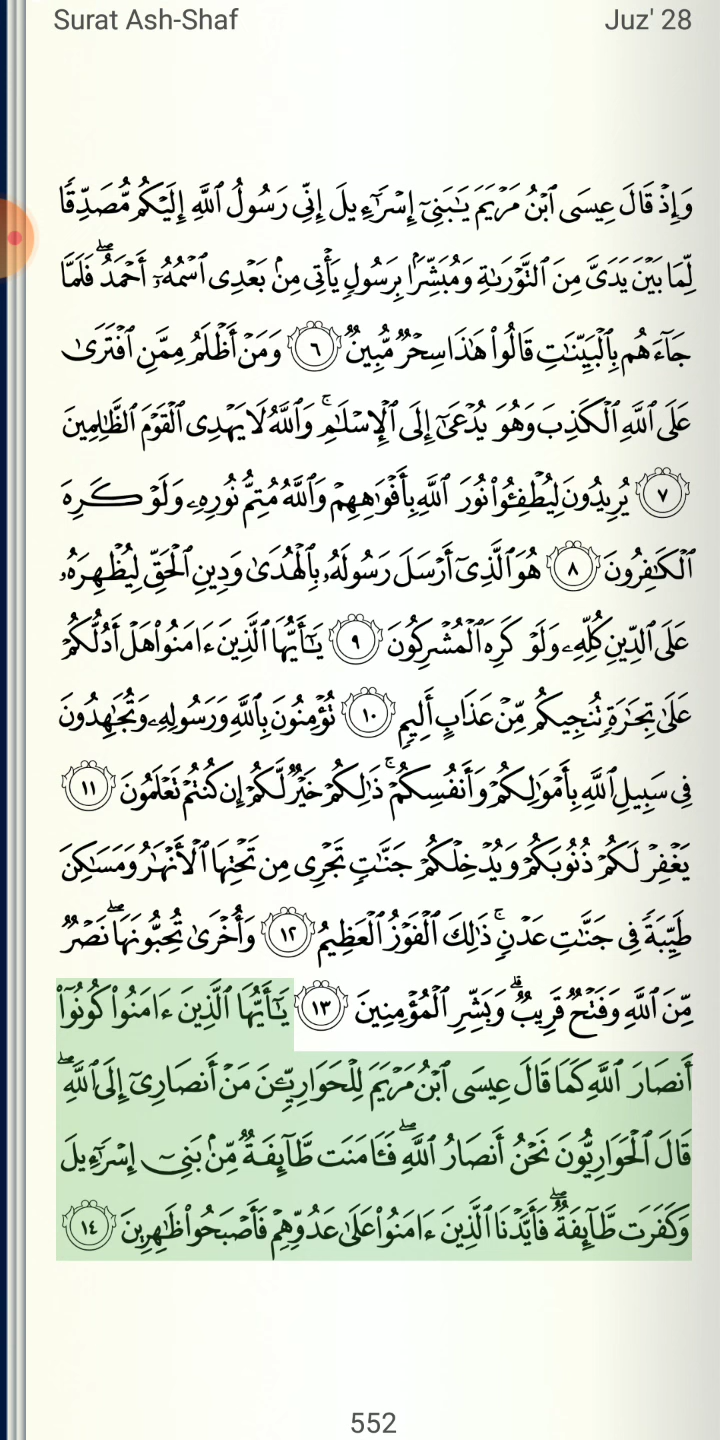 Surat Ash-Shaf
Juz' 28
وَإِذْ قَالَ عِيسَى ٱبْنُ مَرْيَمَ يَـٰبَنِىٓ إِسْرَٰٓءِيلَ إِنِّى رَسُولُ ٱللَّهِ إِلَيْكُم مُّصَدِّقًا
لِّمَا بَيْنَ يَدَىَّ مِنَ ٱلتَّوْرَىٰةِ وَمُبَشِّرًۢا بِرَسُولٍ يَأْتِى مِنۢ بَعْدِى ٱسْمُهُۥٓ أَحْمَدُ ۖ فَلَمَّا
جَآءَهُم بِٱلْبَيِّنَـٰتِ قَالُوا۟ هَـٰذَا سِحْرٌ مُّبِينٌ ٦ وَمَنْ أَظْلَمُ مِمَّنِ ٱفْتَرَىٰ
عَلَى ٱللَّهِ ٱلْكَذِبَ وَهُوَ يُدْعَىٰٓ إِلَى ٱلْإِسْلَـٰمِ ۚ وَٱللَّهُ لَا يَهْدِى ٱلْقَوْمَ ٱلظَّـٰلِمِينَ
٧ يُرِيدُونَ لِيُطْفِـُٔوا۟ نُورَ ٱللَّهِ بِأَفْوَٰهِهِمْ وَٱللَّهُ مُتِمُّ نُورِهِۦ وَلَوْ كَرِهَ
ٱلْكَـٰفِرُونَ ٨ هُوَ ٱلَّذِىٓ أَرْسَلَ رَسُولَهُۥ بِٱلْهُدَىٰ وَدِينِ ٱلْحَقِّ لِيُظْهِرَهُۥ
عَلَى ٱلدِّينِ كُلِّهِۦ وَلَوْ كَرِهَ ٱلْمُشْرِكُونَ ٩ يَـٰٓأَيُّهَا ٱلَّذِينَ ءَامَنُوا۟ هَلْ أَدُلُّكُمْ
عَلَىٰ تِجَـٰرَةٍ تُنجِيكُم مِّنْ عَذَابٍ أَلِيمٍ ١٠ تُؤْمِنُونَ بِٱللَّهِ وَرَسُولِهِۦ وَتُجَـٰهِدُونَ
فِى سَبِيلِ ٱللَّهِ بِأَمْوَٰلِكُمْ وَأَنفُسِكُمْ ۚ ذَٰلِكُمْ خَيْرٌ لَّكُمْ إِن كُنتُمْ تَعْلَمُونَ ١١
يَغْفِرْ لَكُمْ ذُنُوبَكُمْ وَيُدْخِلْكُمْ جَنَّـٰتٍ تَجْرِى مِن تَحْتِهَا ٱلْأَنْهَـٰرُ وَمَسَـٰكِنَ
طَيِّبَةً فِى جَنَّـٰتِ عَدْنٍ ۚ ذَٰلِكَ ٱلْفَوْزُ ٱلْعَظِيمُ ١٢ وَأُخْرَىٰ تُحِبُّونَهَا ۖ نَصْرٌ
مِّنَ ٱللَّهِ وَفَتْحٌ قَرِيبٌ ۗ وَبَشِّرِ ٱلْمُؤْمِنِينَ ١٣ يَـٰٓأَيُّهَا ٱلَّذِينَ ءَامَنُوا۟ كُونُوٓا۟
أَنصَارَ ٱللَّهِ كَمَا قَالَ عِيسَى ٱبْنُ مَرْيَمَ لِلْحَوَارِيِّـۧنَ مَنْ أَنصَارِىٓ إِلَى ٱللَّهِ ۖ
قَالَ ٱلْحَوَارِيُّونَ نَحْنُ أَنصَارُ ٱللَّهِ ۖ فَـَٔامَنَت طَّآئِفَةٌ مِّنۢ بَنِىٓ إِسْرَٰٓءِيلَ
وَكَفَرَت طَّآئِفَةٌ ۖ فَأَيَّدْنَا ٱلَّذِينَ ءَامَنُوا۟ عَلَىٰ عَدُوِّهِمْ فَأَصْبَحُوا۟ ظَـٰهِرِينَ ١٤
552